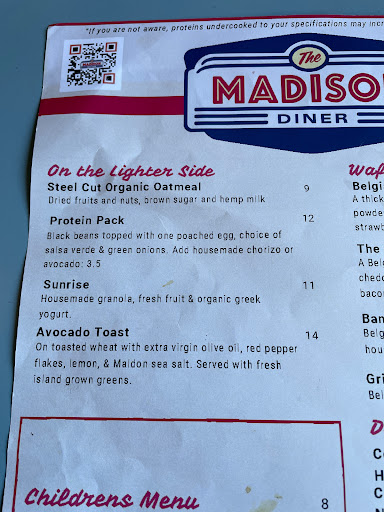 *If you are not aware, proteins undercooked to your specifications may
The
MADISO
DINER
On the Lighter Side
Steel Cut Organic Oatmeal 9
Dried fruits and nuts, brown sugar and hemp milk
Protein Pack 12
Black beans topped with one poached egg, choice of
salsa verde & green onions. Add housemade chorizo or
avocado: 3.5
Sunrise 11
Housemade granola, fresh fruit & organic greek
yogurt.
Avocado Toast 14
On toasted wheat with extra virgin olive oil, red pepper
flakes, lemon, & Maldon sea salt. Served with fresh
island grown greens.
Childrens Menu 8
Waf
Belgi
A thick
powde
strawb
The
A Belg
chedd
bacon
Ban
Belg
hou
Gri
Bel
D
C
H
C